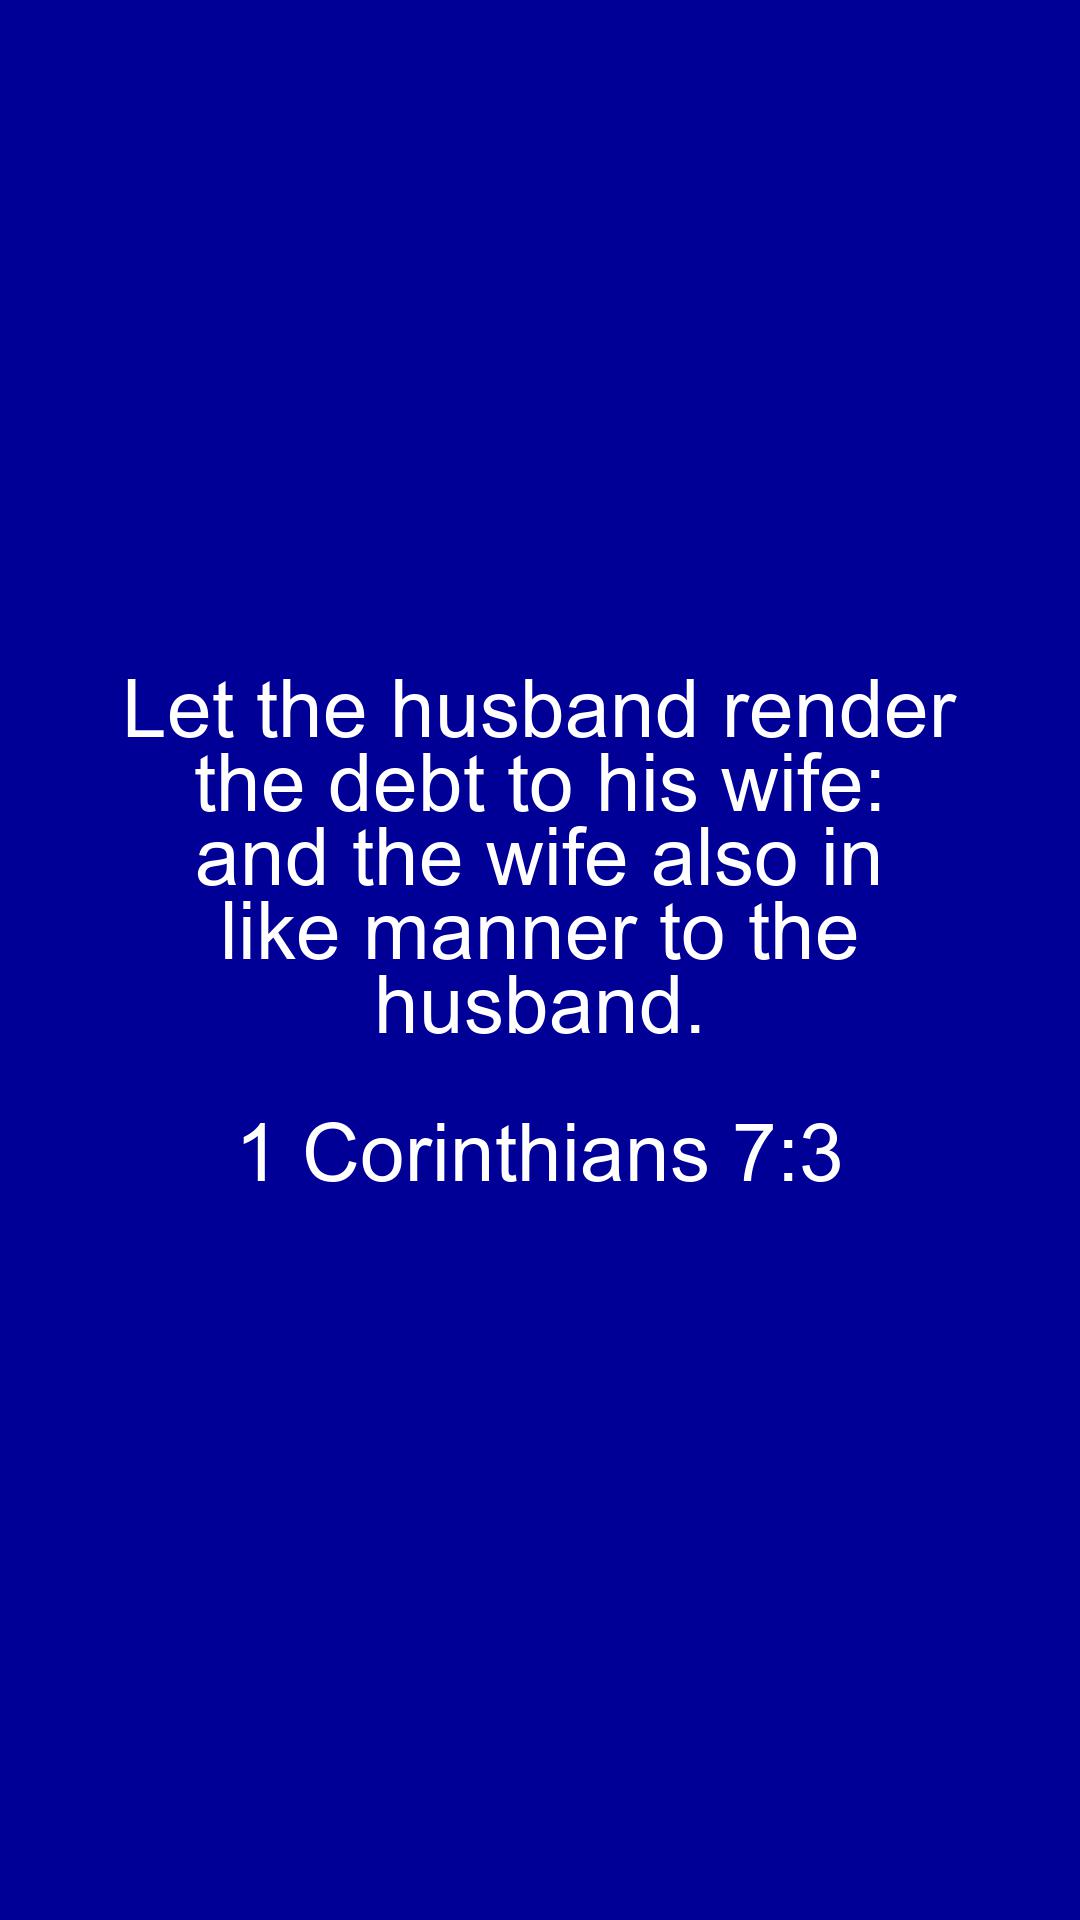 Let the husband render
the debt to his wife:
and the wife also in
like manner to the
husband.
1 Corinthians 7:3